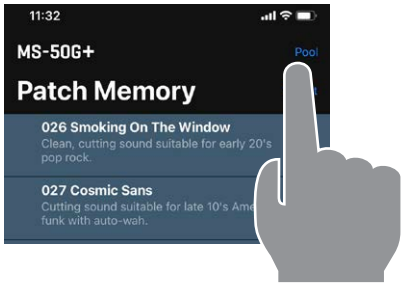 11:32
MS-50G+
Pool
Patch Memory
026 Smoking On The Window
Clean, cutting sound suitable for early 20's
pop rock.
027 Cosmic Sans
Cutting sound suitable for late 10's
funk with auto-wah.